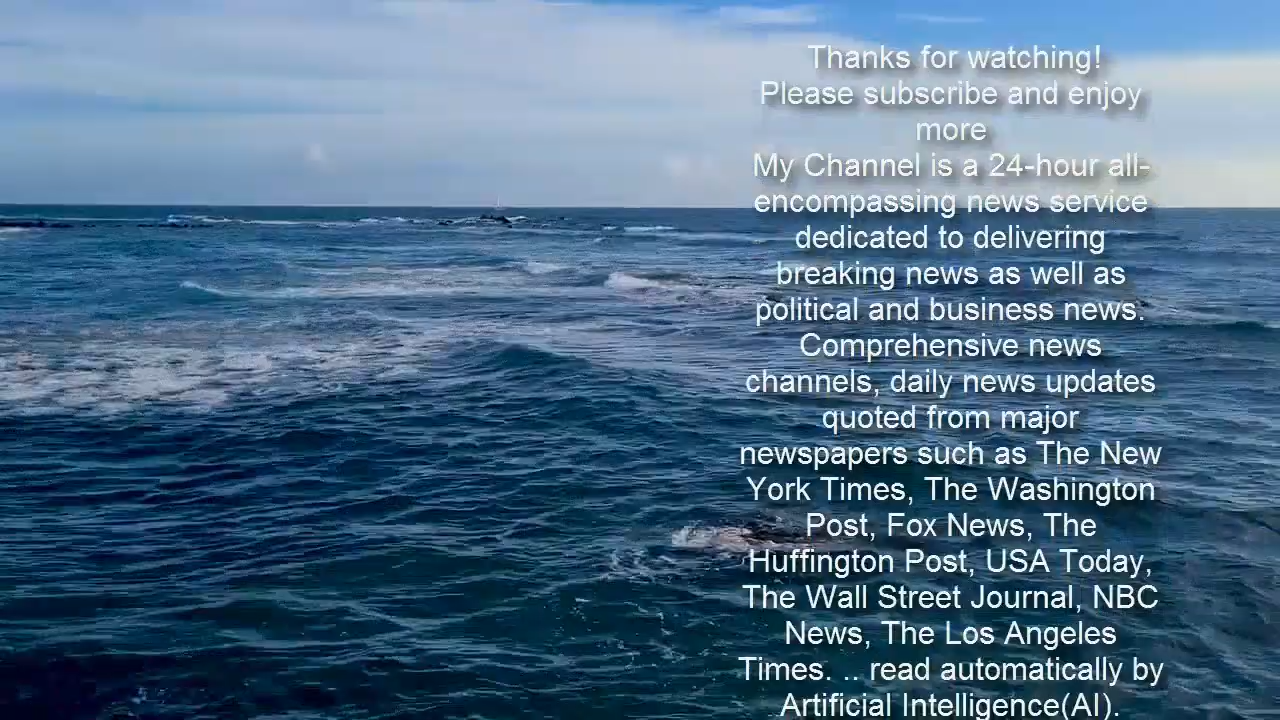 Thanks for watching!
Please subscribe and enjoy
more
My Channel is a 24-hour all-
encompassing news service
dedicated to delivering
breaking news as well as
political and business news.
Comprehensive news
channels, daily news updates
quoted from major
newspapers such as The New
York Times, The Washington
Post, Fox News, The
Huffington Post, USA Today,
The Wall Street Journal, NBC
News, The Los Angeles
Times. .. read automatically by
Artificial Intelligence(AI).